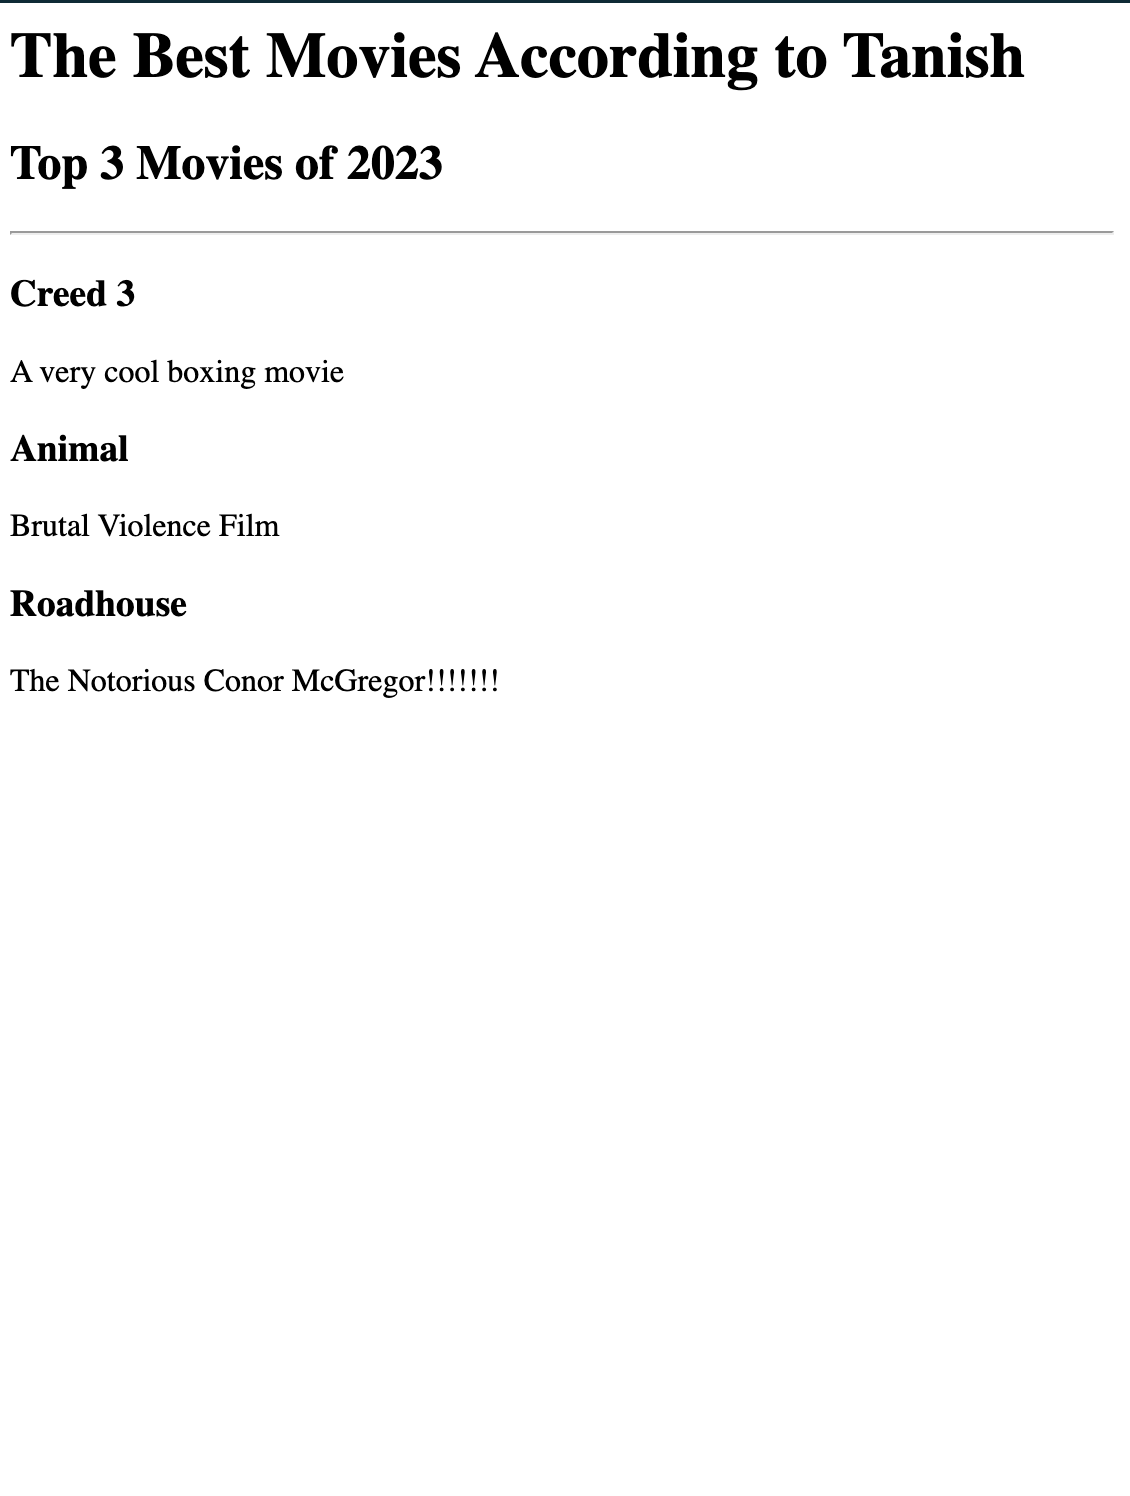 The Best Movies According to Tanish
Top 3 Movies of 2023
Creed 3
A very cool boxing movie
Animal
Brutal Violence Film
Roadhouse
The Notorious Conor McGregor!!!!!!!